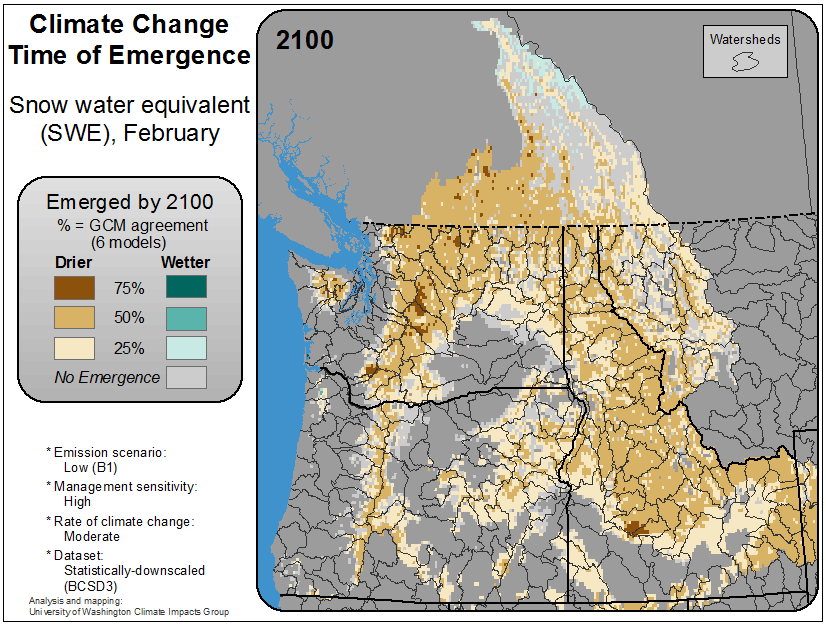 Climate Change
Time of Emergence
Snow water equivalent
(SWE), February
Emerged by 2100
% = GCM agreement
(6 models)
Drier Wetter
75%
50%
25%
No Emergence
* Emission scenario:
Low (B1)
* Management sensitivity:
High
* Rate of climate change:
Moderate
* Dataset:
Statistically-downscaled
(BCSD3)
Analysis and mapping:
University of Washington Climate Impacts Group
2100
Watersheds